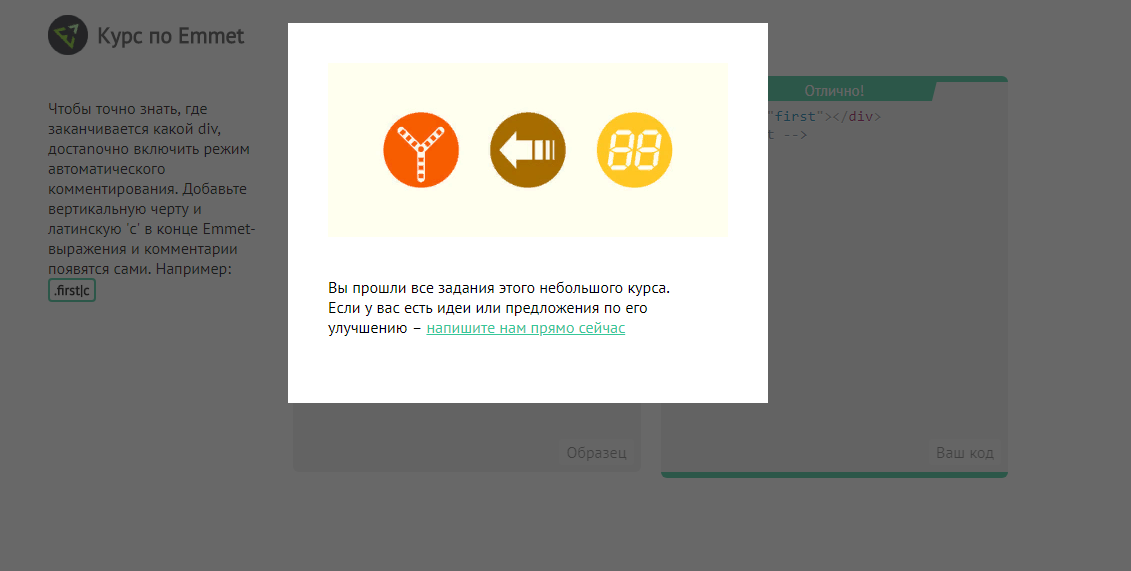 Курс по Emmet
Чтобы точно знать, где
заканчивается какой div,
достаточно включить режим
автоматического
комментирования. Добавьте
вертикальную черту и
латинскую 'c' в конце Emmet-
выражения и комментарии
появятся сами. Например:
.first|c
88
Вы прошли все задания этого небольшого курса.
Если у вас есть идеи или предложения по его
улучшению – напишите нам прямо сейчас
Отлично!
"first"></div>
t -->
Образец
Ваш код